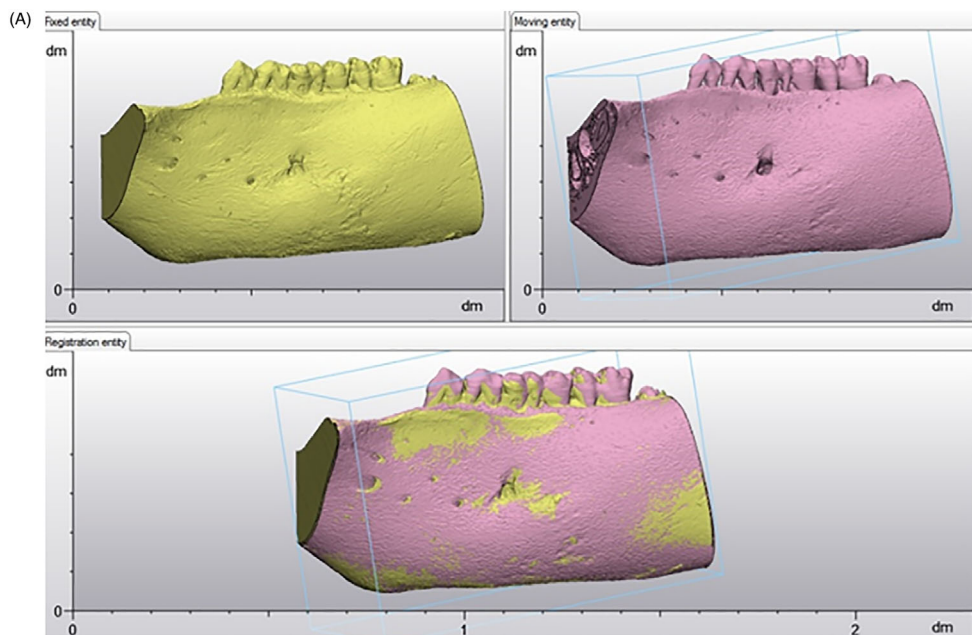 (A)
Fixed entity
Moving entity
dm
dm
0
0
dm
0
dm
Registration entity
dm
0
0
1
2
dm